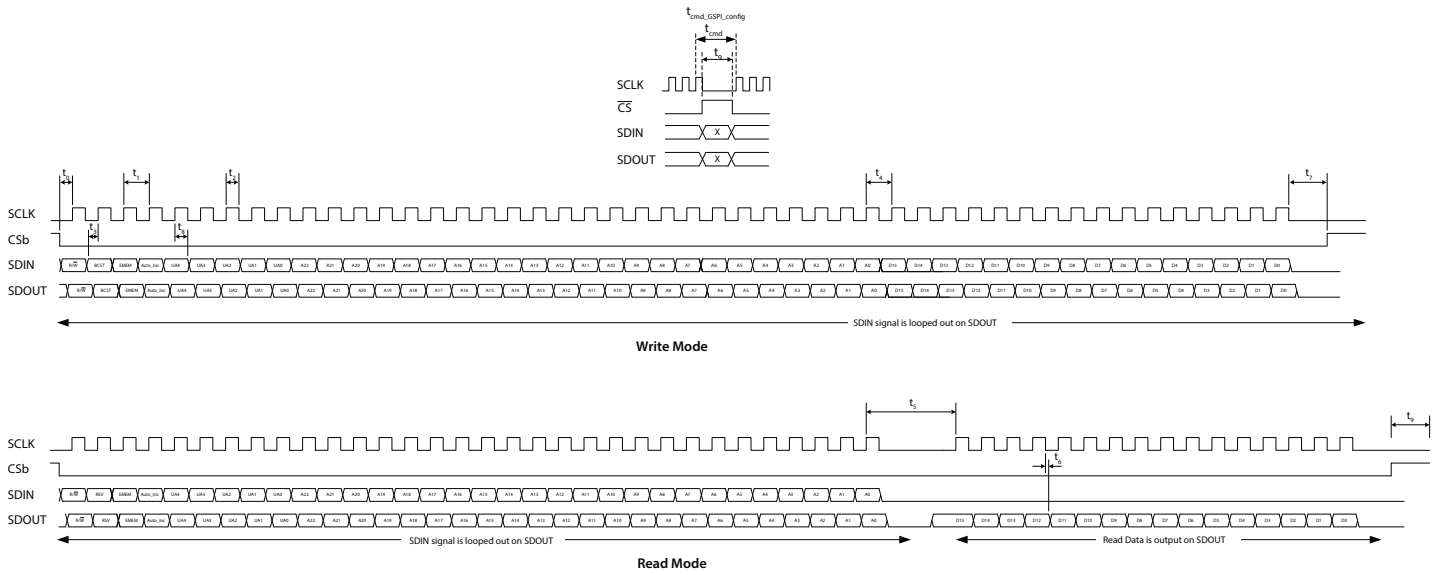 tcmd_GSPI_config
tcmd
t9
SCLK
CS
SDIN X
SDOUT X
t0 t1 t2 t4 t7
SCLK
t3 t8
CSb
SDIN R/W BCST EMEM Auto_Inc UA4 UA3 UA2 UA1 UA0 A22 A21 A20 A19 A18 A17 A16 A15 A14 A13 A12 A11 A10 A9 A8 A7 A6 A5 A4 A3 A2 A1 A0 D15 D14 D13 D12 D11 D10 D9 D8 D7 D6 D5 D4 D3 D2 D1 D0
SDOUT R/W BCST EMEM Auto_Inc UA4 UA3 UA2 UA1 UA0 A22 A21 A20 A19 A18 A17 A16 A15 A14 A13 A12 A11 A10 A9 A8 A7 A6 A5 A4 A3 A2 A1 A0 D15 D14 D13 D12 D11 D10 D9 D8 D7 D6 D5 D4 D3 D2 D1 D0
SDIN signal is looped out on SDOUT
Write Mode
t5 t9
SCLK
CSb
t6
SDIN R/W RSV EMEM Auto_Inc UA4 UA3 UA2 UA1 UA0 A22 A21 A20 A19 A18 A17 A16 A15 A14 A13 A12 A11 A10 A9 A8 A7 A6 A5 A4 A3 A2 A1 A0
SDOUT R/W RSV EMEM Auto_Inc UA4 UA3 UA2 UA1 UA0 A22 A21 A20 A19 A18 A17 A16 A15 A14 A13 A12 A11 A10 A9 A8 A7 A6 A5 A4 A3 A2 A1 A0 D15 D14 D13 D12 D11 D10 D9 D8 D7 D6 D5 D4 D3 D2 D1 D0
SDIN signal is looped out on SDOUT Read Data is output on SDOUT
Read Mode